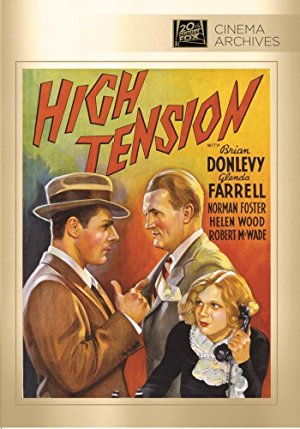 20th
CENTURY
FOX
CINEMA
ARCHIVES
HIGH
TENSION
WITH Brian
DONLEVY
Glenda
FARRELL
NORMAN FOSTER
HELEN WOOD
ROBERT McWADE